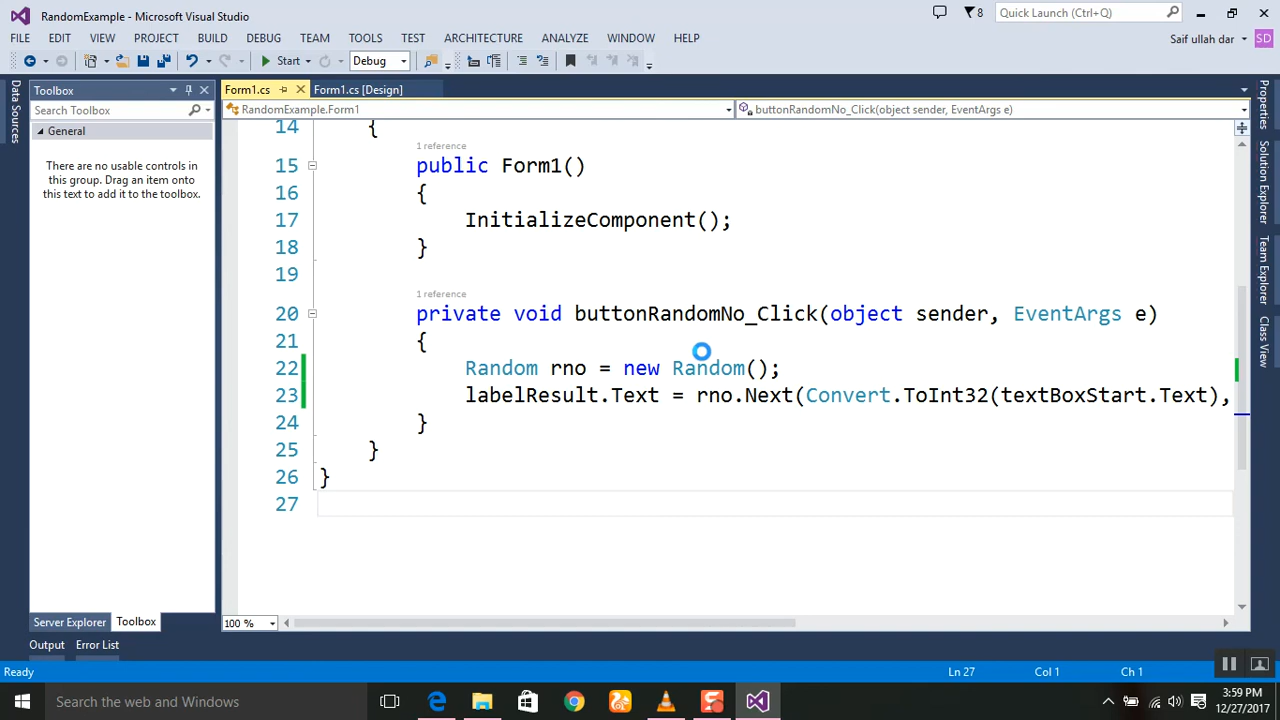 RandomExample - Microsoft Visual Studio
8
Quick Launch (Ctrl+Q)
FILE EDIT VIEW PROJECT BUILD DEBUG TEAM TOOLS TEST ARCHITECTURE ANALYZE WINDOW HELP
Saif ullah dar SD
Start Debug
Data Sources
Toolbox
Search Toolbox
General
There are no usable controls in
this group. Drag an item onto
this text to add it to the toolbox.
Server Explorer Toolbox
Form1.cs Form1.cs [Design]
RandomExample.Form1 buttonRandomNo_Click(object sender, EventArgs e)
14 {
1 reference
15 public Form1()
16 {
17 InitializeComponent();
18 }
19
1 reference
20 private void buttonRandomNo_Click(object sender, EventArgs e)
21 {
22 Random rno = new Random();
23 labelResult.Text = rno.Next(Convert.ToInt32(textBoxStart.Text),
24 }
25 }
26 }
27
100 %
Properties
Solution Explorer
Team Explorer
Class View
Output Error List
Ready Ln 27 Col 1 Ch 1
Search the web and Windows
3:59 PM
12/27/2017